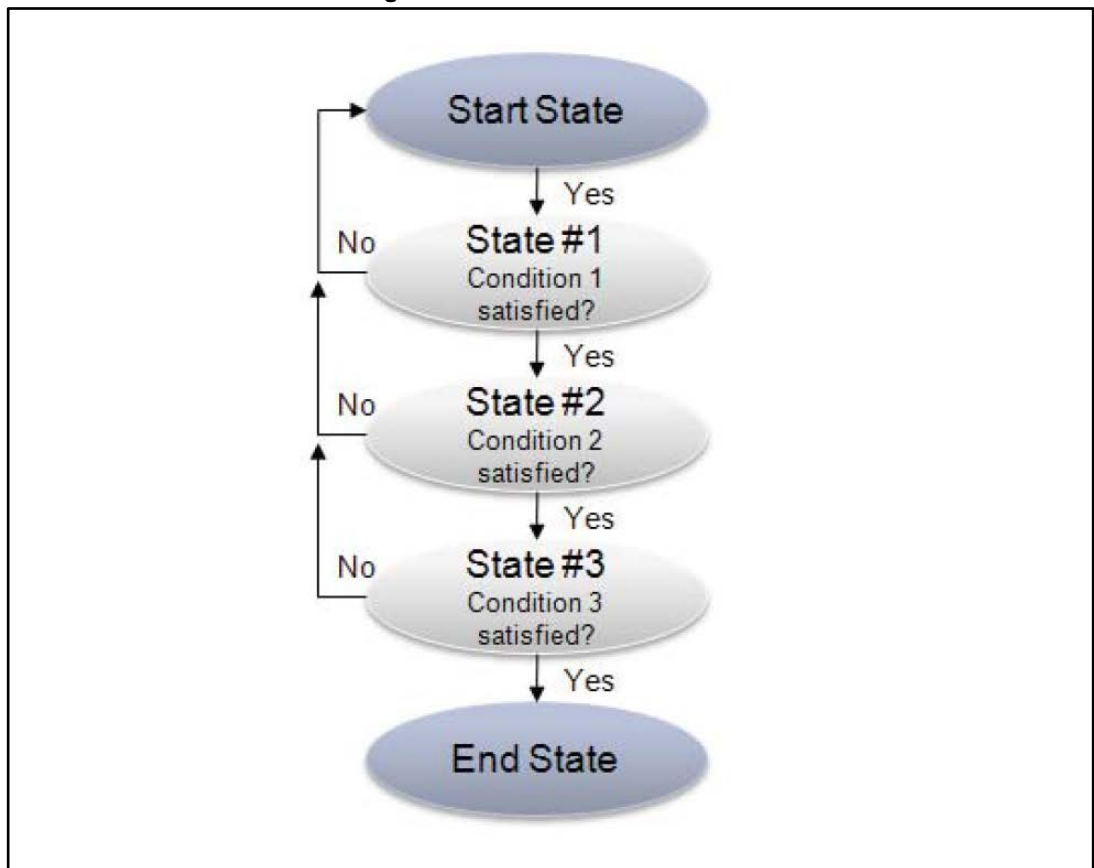 Start State
Yes
No
State #1
Condition 1
satisfied?
Yes
No
State #2
Condition 2
satisfied?
Yes
No
State #3
Condition 3
satisfied?
Yes
End State